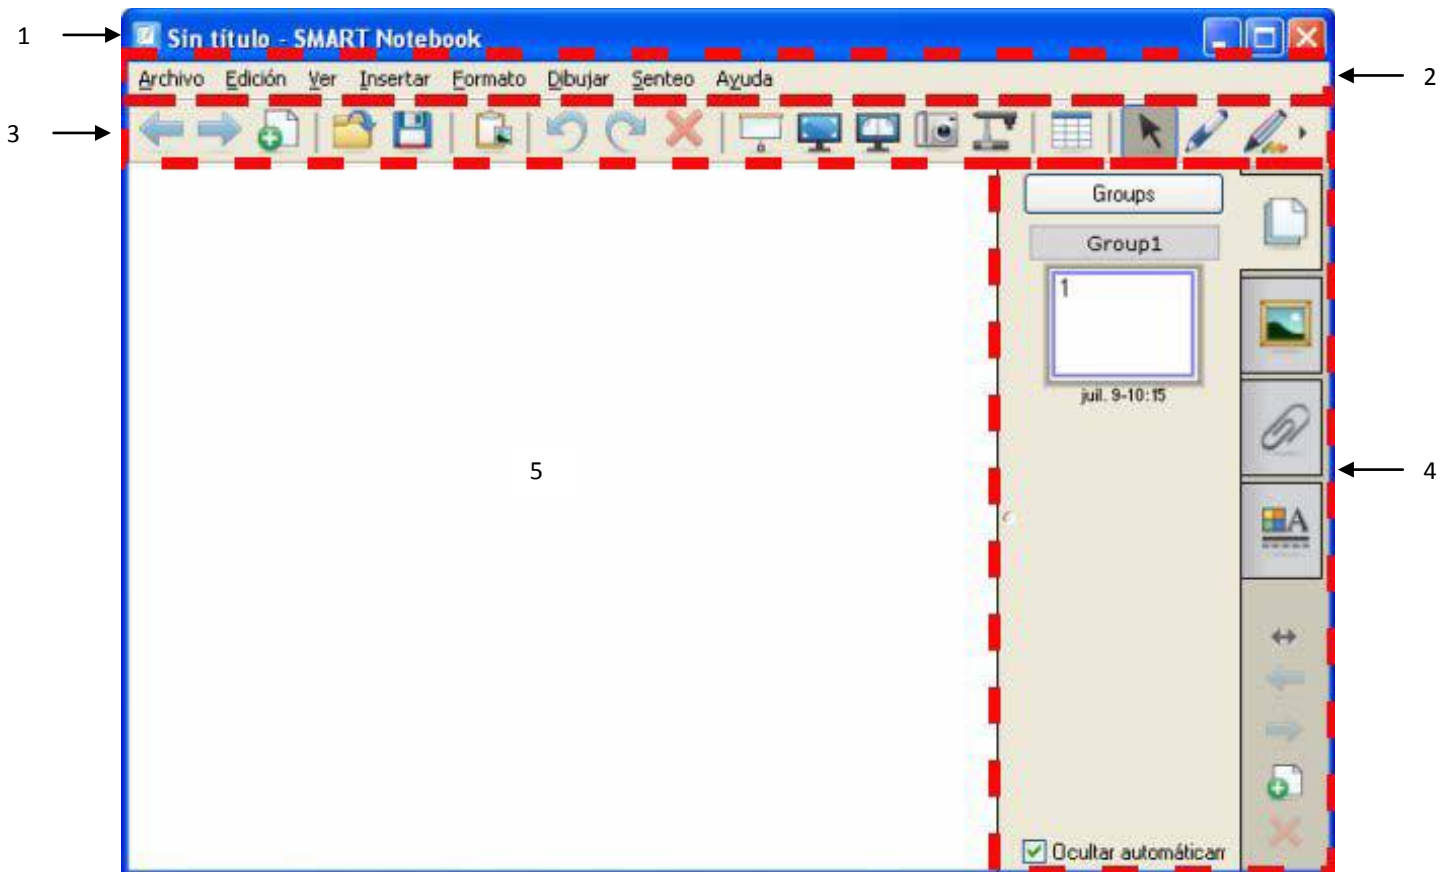 1
Sin título - SMART Notebook
Archivo Edición Ver Insertar Formato Dibujar Senteo Ayuda
2
3
Groups
Group1
1
juil. 9-10:15
5
4
A
Ocultar automáticam